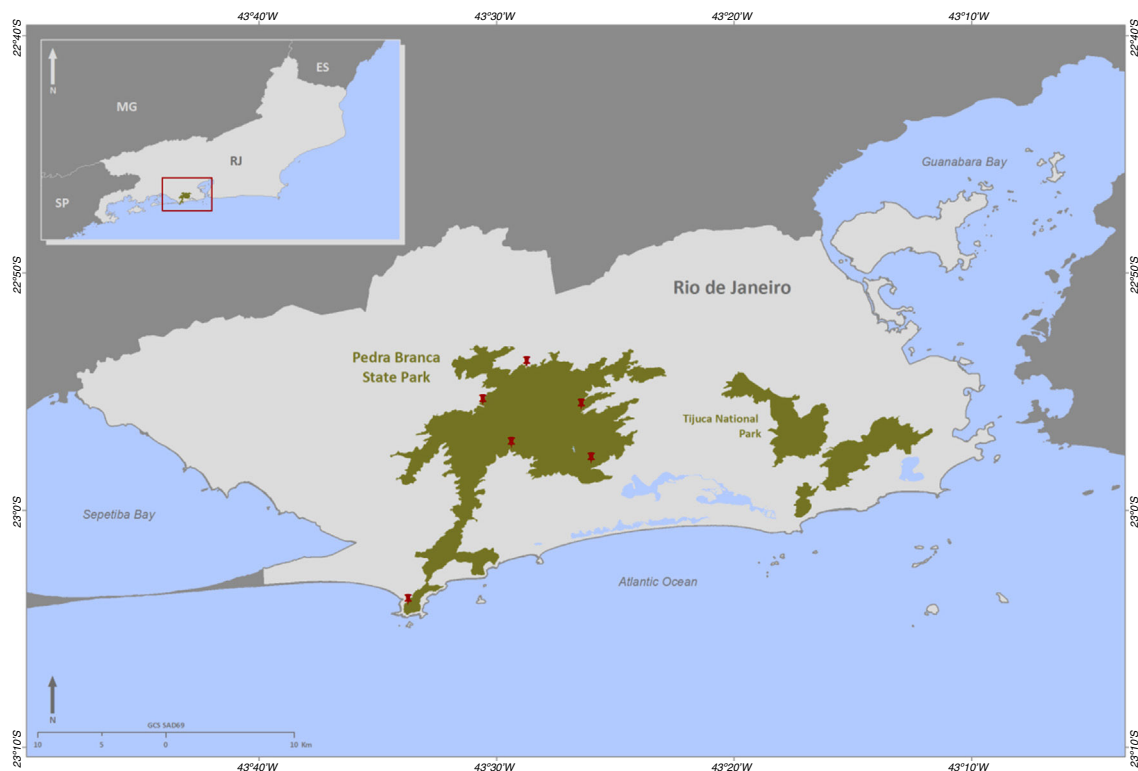 43°40'W
43°30'W
43°20'W
43°10'W
22°40'S
22°40'S
N
ES
MG
RJ
SP
Guanabara Bay
22°50'S
22°50'S
Rio de Janeiro
Pedra Branca
State Park
Tijuca National
Park
23°0'S
23°0'S
Sepetiba Bay
Atlantic Ocean
N
GCS SAD69
10
5
0
10 Km
23°10'S
23°10'S
43°40'W
43°30'W
43°20'W
43°10'W